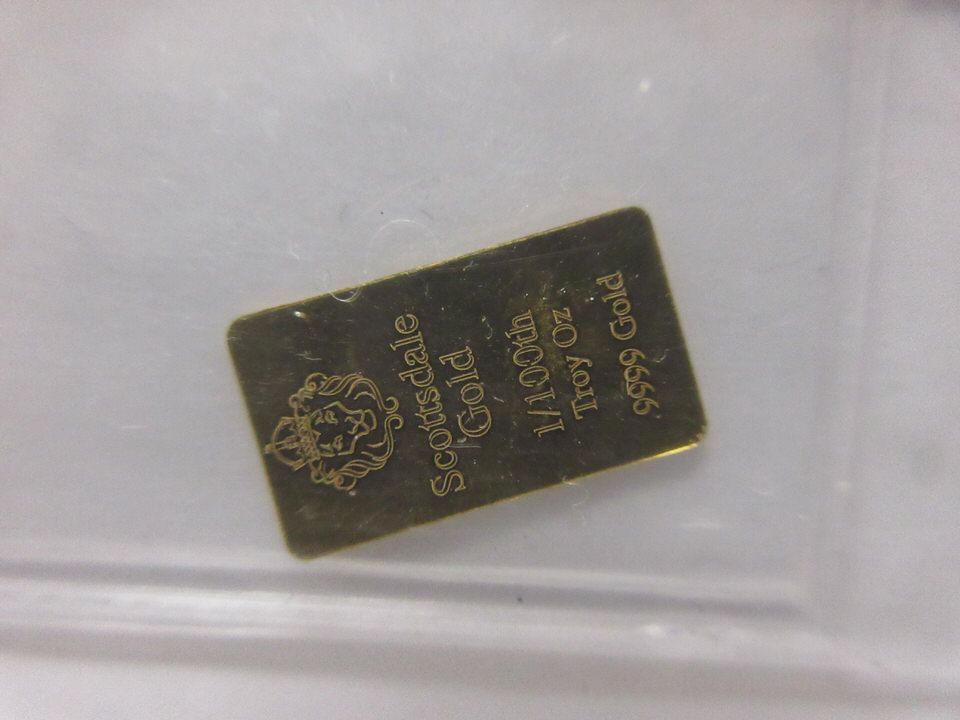 Scottsdale
Gold
1/100th
Troy Oz
9999 Gold